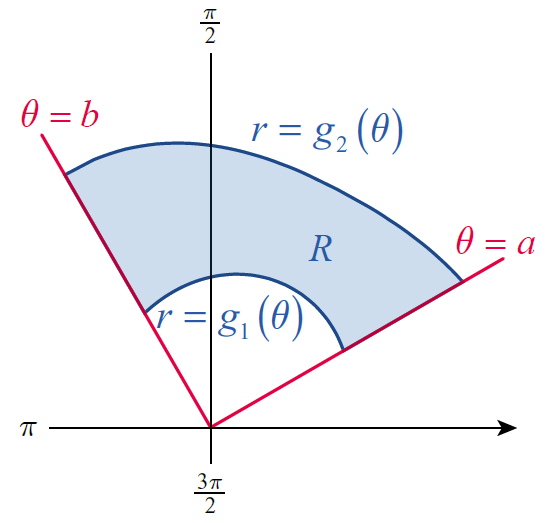 π/2
θ = b
r = g₂(θ)
θ = a
R
r = g₁(θ)
π
3π/2